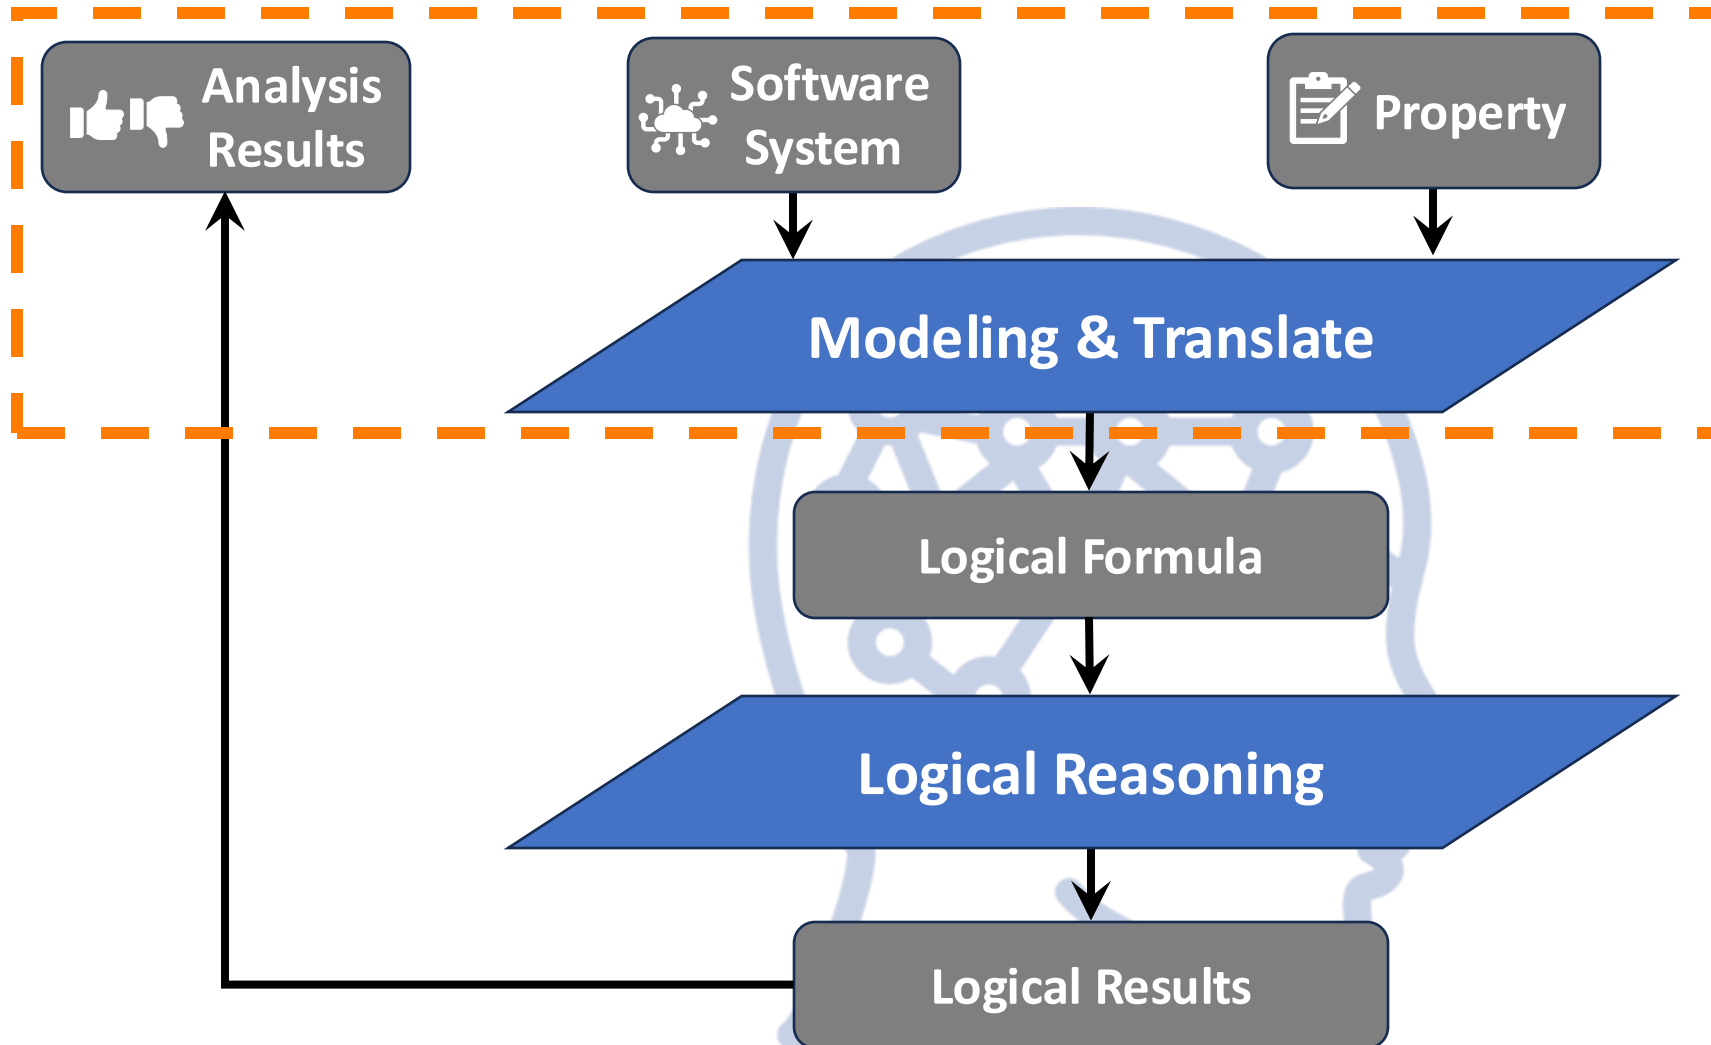 Analysis
Results
Software
System
Property
Modeling & Translate
Logical Formula
Logical Reasoning
Logical Results